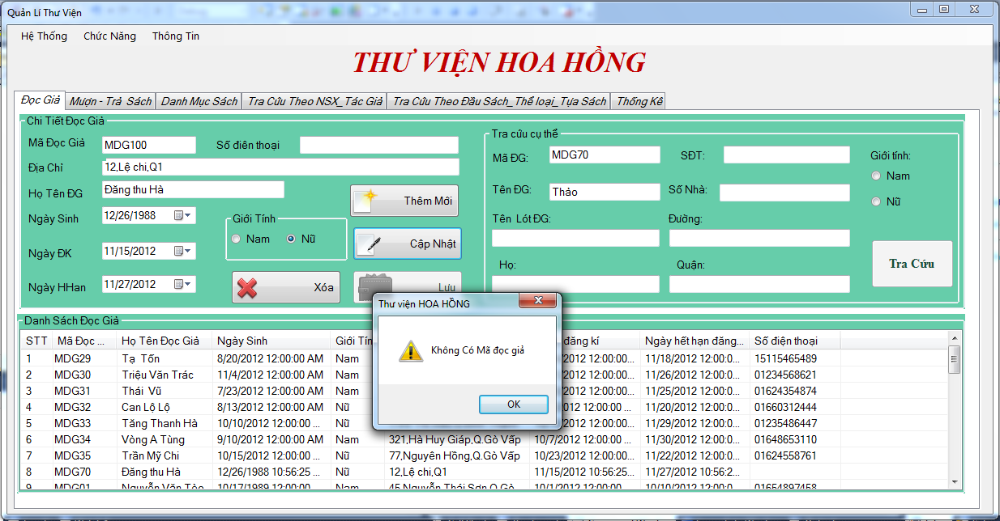 Quản Lí Thư Viện
Hệ Thống Chức Năng Thông Tin
THƯ VIỆN HOA HỒNG
Đọc Giả Mượn - Trả Sách Danh Mục Sách Tra Cứu Theo NSX_Tác Giả Tra Cứu Theo Đầu Sách_Thể loại_Tựa Sách Thống Kê
Chi Tiết Đọc Giả
Mã Đọc Giả MDG100 Số điện thoại
Địa Chỉ 12,Lệ chi,Q1
Họ Tên ĐG Đăng thu Hà
Thêm Mới
Ngày Sinh 12/26/1988
Giới Tính
Nam Nữ
Cập Nhật
Ngày ĐK 11/15/2012
Ngày HHan 11/27/2012
Xóa Lưu
Tra cứu cụ thể
Mã ĐG: MDG70 SĐT: Giới tính:
Nam
Tên ĐG: Thảo Số Nhà:
Nữ
Tên Lót ĐG: Đường:
Họ: Quận:
Tra Cứu
Thư viện HOA HỒNG
Không Có Mã đọc giả
OK
Danh Sách Đọc Giả
STT Mã Đọc ... Họ Tên Đọc Giả Ngày Sinh Giới Tín đăng kí Ngày hết hạn đăng... Số điện thoại
1 MDG29 Tạ Tốn 8/20/2012 12:00:00 AM Nam 2012 12:00:00... 11/18/2012 12:00:0... 15115465489
2 MDG30 Triệu Văn Trác 11/4/2012 12:00:00 AM Nam 2012 12:00:00... 11/26/2012 12:00:0... 01234568621
3 MDG31 Thái Vũ 7/23/2012 12:00:00 AM Nam 2012 12:00:00... 11/25/2012 12:00:0... 01624354874
4 MDG32 Can Lộ Lộ 8/13/2012 12:00:00 AM Nữ 012 12:00:00 ... 11/20/2012 12:00:0... 01660312444
5 MDG33 Tăng Thanh Hà 10/10/2012 12:00:00 ... Nữ 2012 12:00:00... 11/29/2012 12:00:0... 01235486447
6 MDG34 Vòng A Tùng 9/10/2012 12:00:00 AM Nam 321,Hà Huy Giáp,Q.Gò Vấp 10/7/2012 12:00:00 ... 11/30/2012 12:00:0... 01648653110
7 MDG35 Trần Mỹ Chi 10/15/2012 12:00:00 ... Nữ 77,Nguyên Hồng,Q.Gò Vấp 10/23/2012 12:00:0... 11/22/2012 12:00:0... 01624558761
8 MDG70 Đăng thu Hà 12/26/1988 10:56:25 ... Nữ 12,Lệ chi,Q1 11/15/2012 10:56:25... 11/27/2012 10:56:2...
9 MDG01 Nguyễn Văn Tèo 10/17/1989 12:00:00 Nam 45,Nguyễn Thái Sơn,Q.Gò 10/1/2012 12:00:00 10/10/2012 12:00:0 01654897458